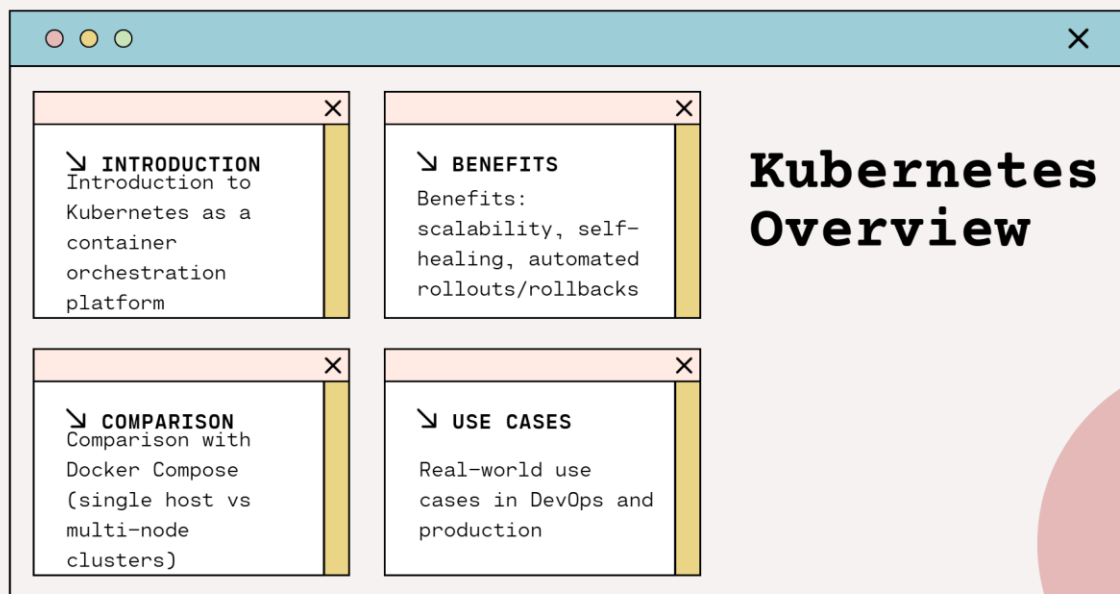 Kubernetes
Overview
INTRODUCTION
Introduction to
Kubernetes as a
container
orchestration
platform
BENEFITS
Benefits:
scalability, self-
healing, automated
rollouts/rollbacks
COMPARISON
Comparison with
Docker Compose
(single host vs
multi-node
clusters)
USE CASES
Real-world use
cases in DevOps and
production